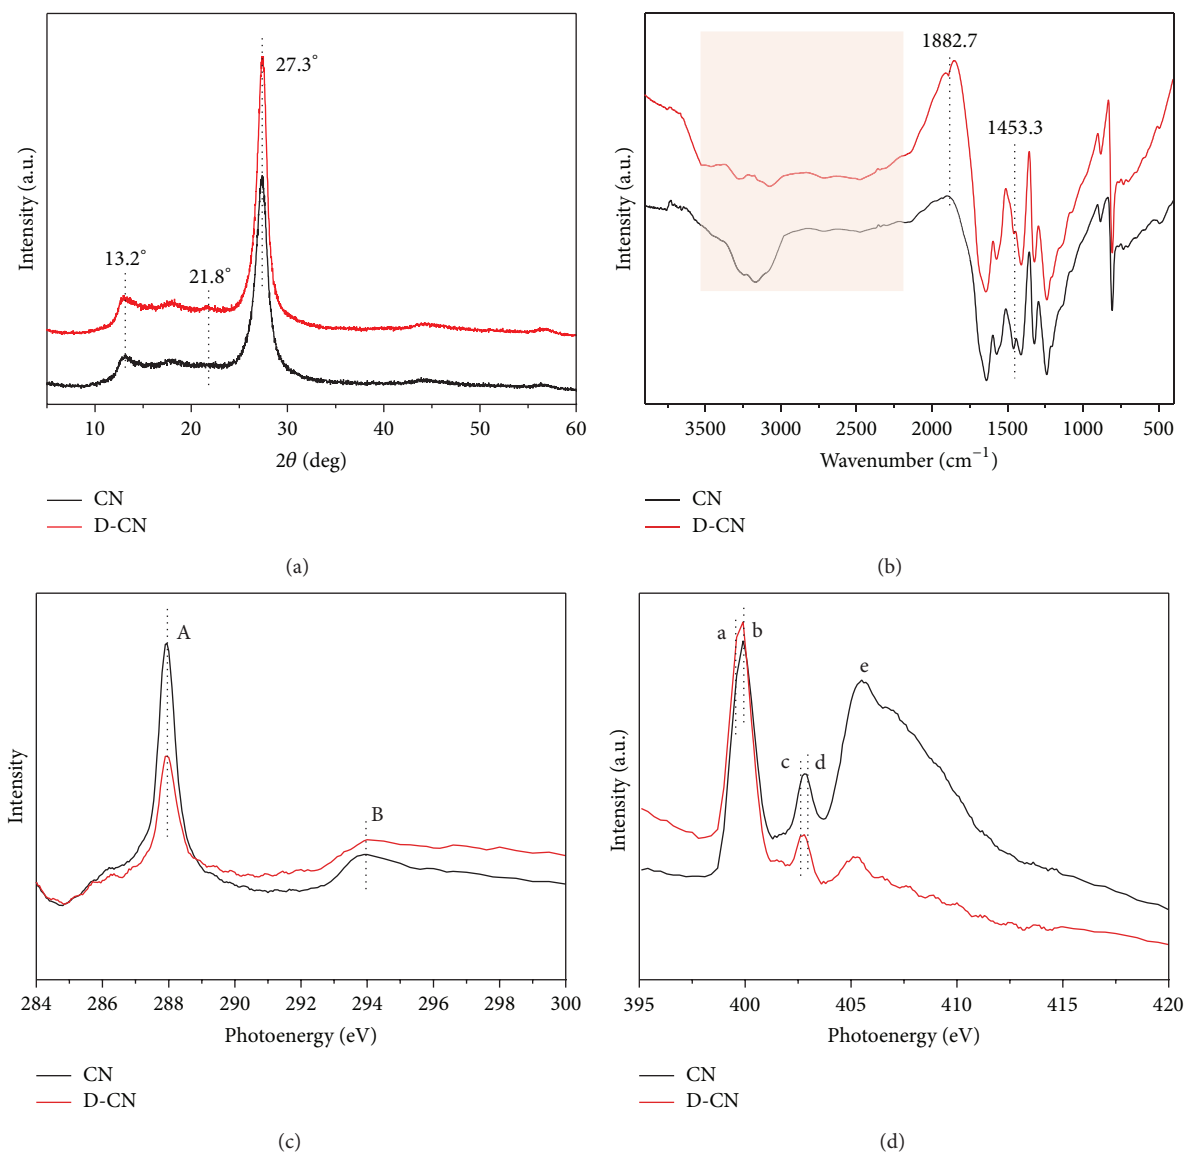 27.3°
13.2°
21.8°
Intensity (a.u.)
10 20 30 40 50 60
2θ (deg)
CN
D-CN
(a)
1882.7
1453.3
Intensity (a.u.)
3500 3000 2500 2000 1500 1000 500
Wavenumber (cm⁻¹)
CN
D-CN
(b)
A
B
Intensity
284 286 288 290 292 294 296 298 300
Photoenergy (eV)
CN
D-CN
(c)
a b
e
c d
Intensity (a.u.)
395 400 405 410 415 420
Photoenergy (eV)
CN
D-CN
(d)